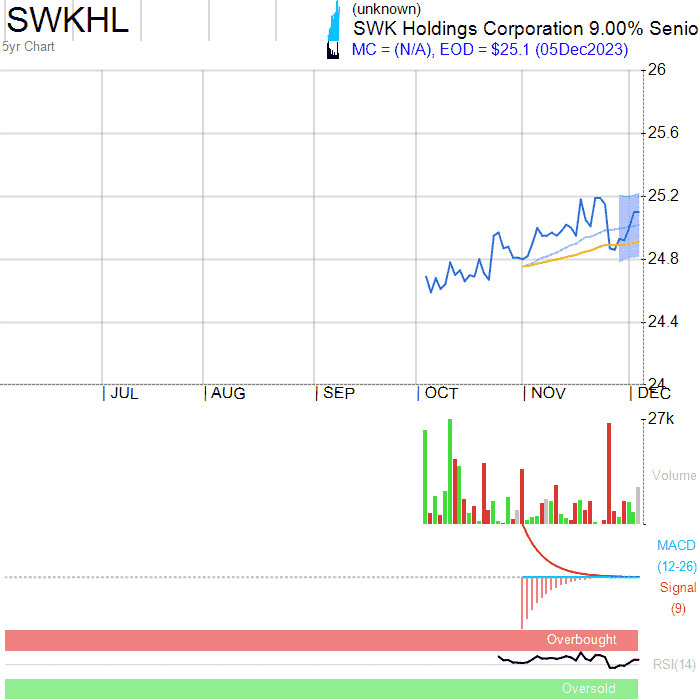 SWKHL
5yr Chart
(unknown)
SWK Holdings Corporation 9.00% Senio
MC = (N/A), EOD = $25.1 (05Dec2023)
26
25.6
25.2
24.8
24.4
24
JUL AUG SEP OCT NOV DEC
27k
Volume
MACD
(12-26)
Signal
(9)
Overbought
RSI(14)
Oversold